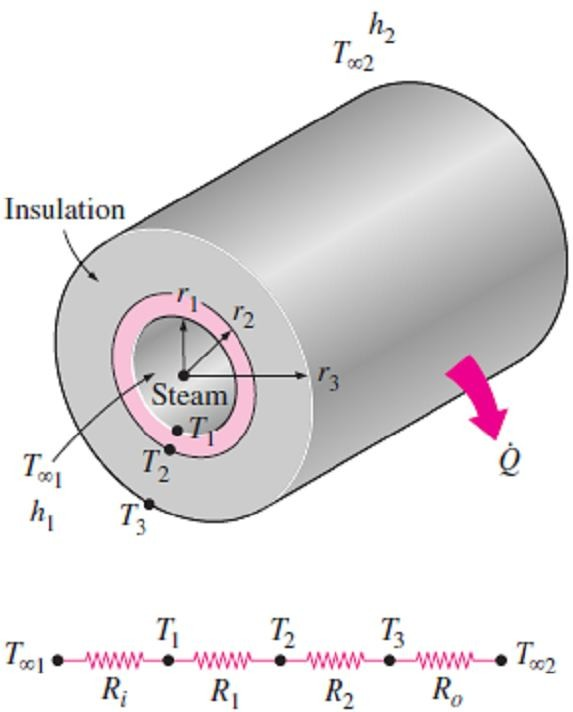 h₂
T∞2
Insulation
r₁
r₂
r₃
Steam
T₁
T₂
T∞1
h₁
T₃
Q̇
T₁ T₂ T₃
T∞1 T∞2
Rᵢ R₁ R₂ Rₒ